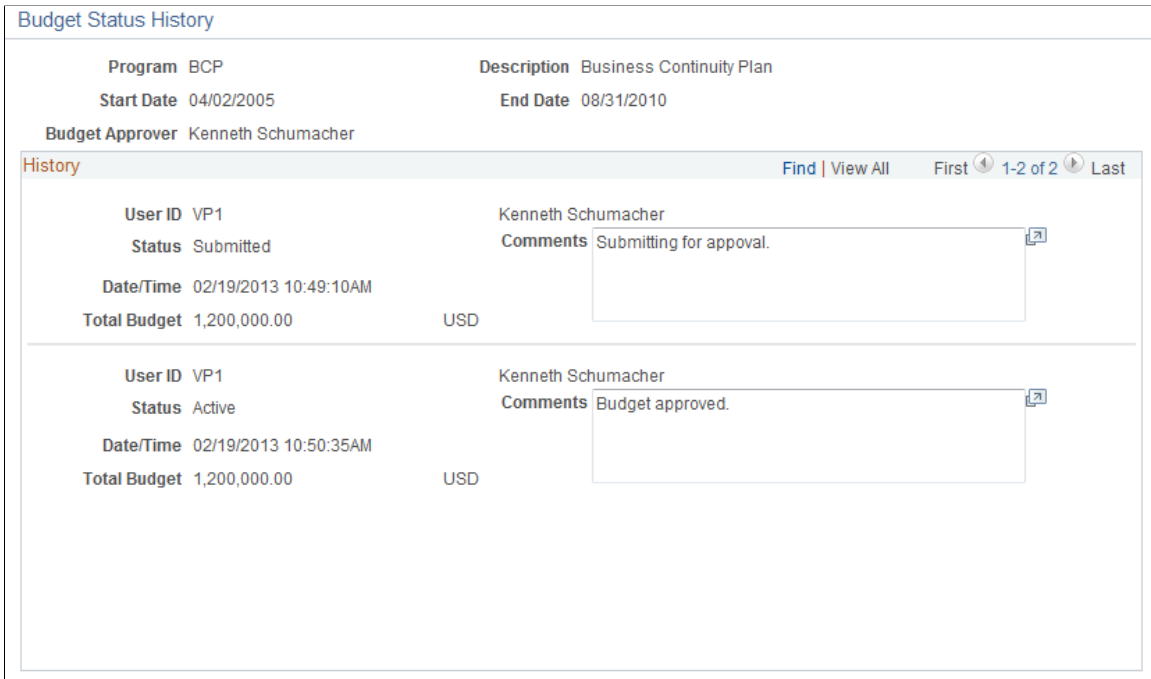 Budget Status History
Program BCP Description Business Continuity Plan
Start Date 04/02/2005 End Date 08/31/2010
Budget Approver Kenneth Schumacher
History Find | View All First 1-2 of 2 Last
User ID VP1 Kenneth Schumacher
Status Submitted Comments Submitting for appoval.
Date/Time 02/19/2013 10:49:10AM
Total Budget 1,200,000.00 USD
User ID VP1 Kenneth Schumacher
Status Active Comments Budget approved.
Date/Time 02/19/2013 10:50:35AM
Total Budget 1,200,000.00 USD